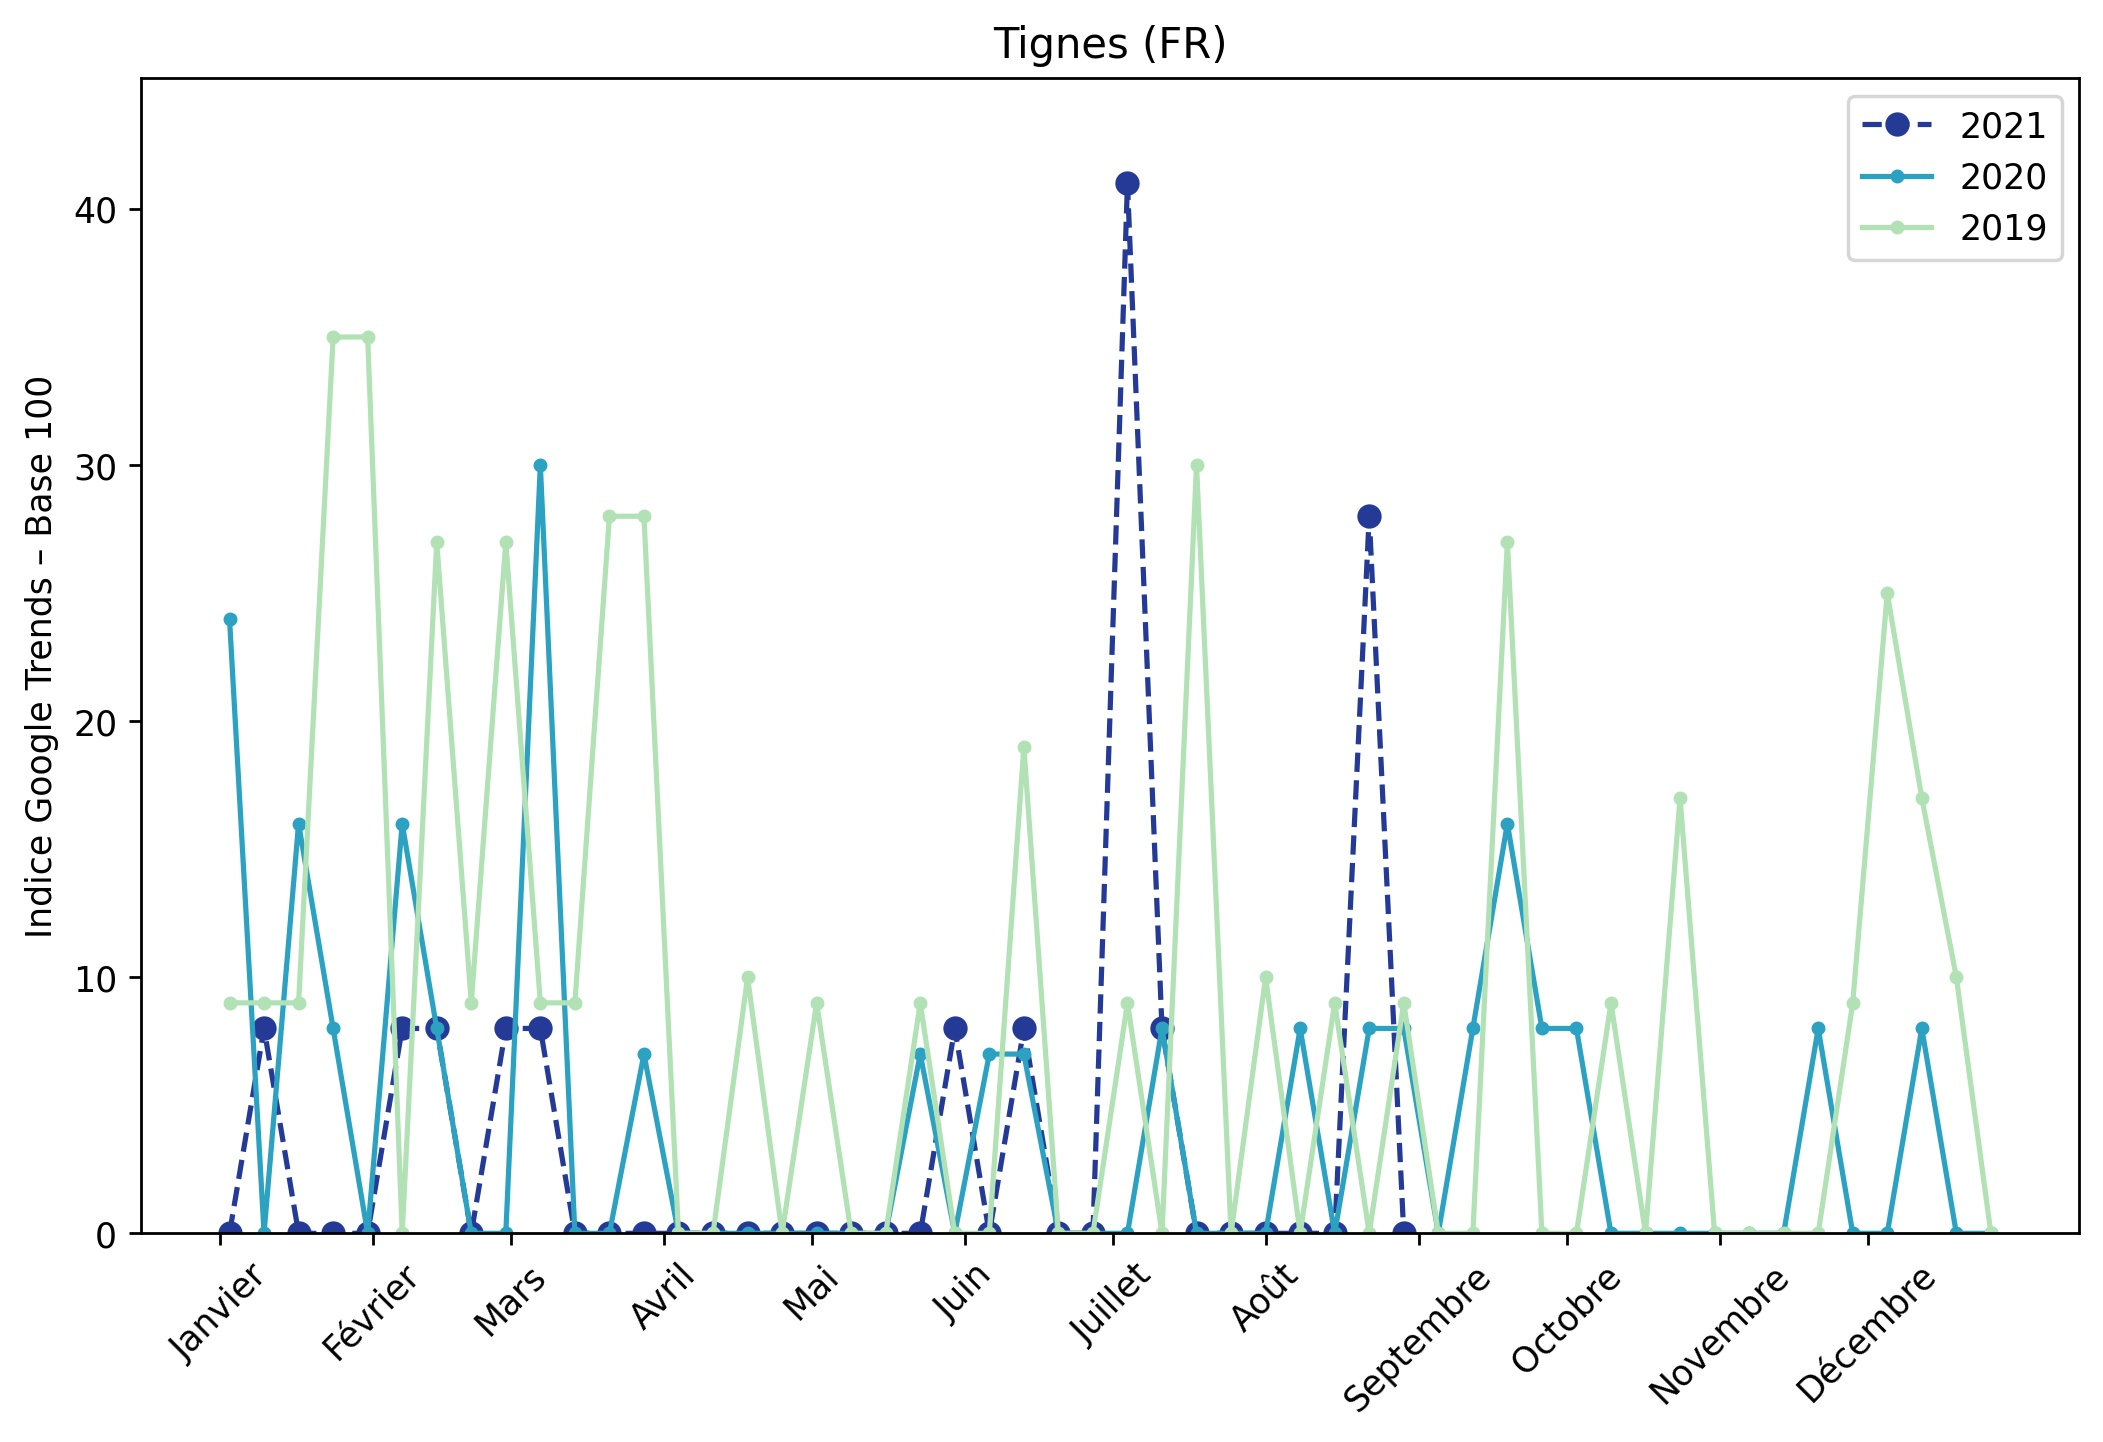 Tignes (FR)
2021
2020
2019
Indice Google Trends – Base 100
40
30
20
10
0
Janvier
Février
Mars
Avril
Mai
Juin
Juillet
Août
Septembre
Octobre
Novembre
Décembre